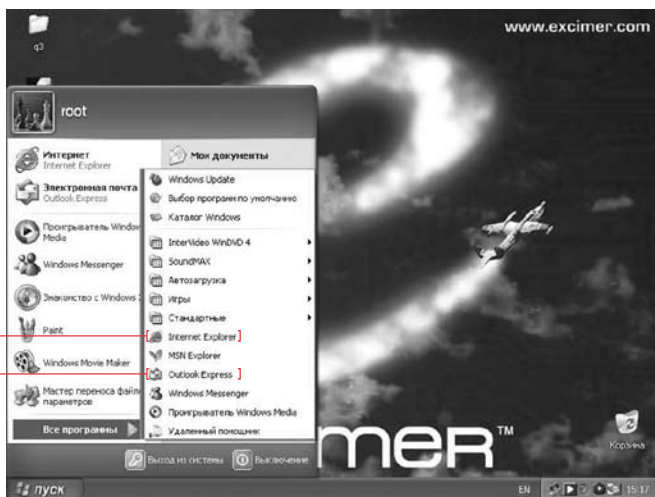 www.excimer.com
q3
root
Интернет
Internet Explorer
Электронная почта
Outlook Express
Проигрыватель Window
Media
Windows Messenger
Знакомство с Windows
Paint
Windows Movie Maker
Мастер переноса файл
параметров
Все программы
Мои документы
Windows Update
Выбор программ по умолчанию
Каталог Windows
InterVideo WinDVD 4
SoundMAX
Автозагрузка
Игры
Стандартные
Internet Explorer
MSN Explorer
Outlook Express
Windows Messenger
Проигрыватель Windows Media
Удаленный помощник
Выход из системы
Выключение
mer™
Корзина
пуск
EN
15:17